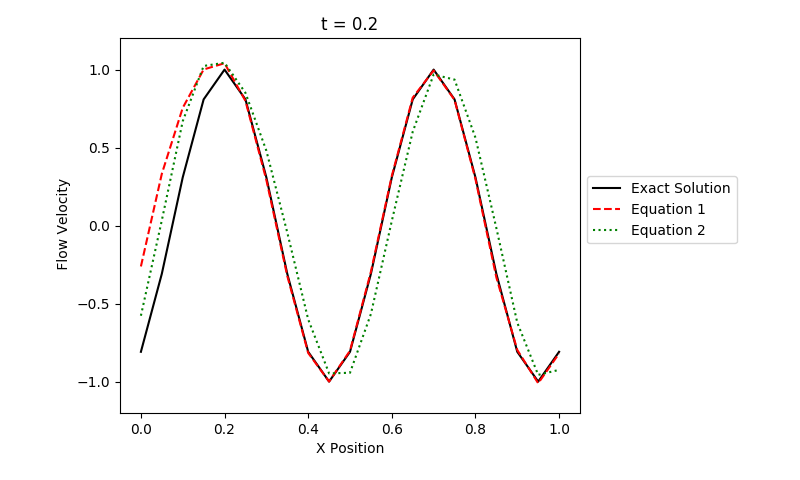 t = 0.2
1.0
0.5
0.0
−0.5
−1.0
Flow Velocity
0.0 0.2 0.4 0.6 0.8 1.0
X Position
Exact Solution
Equation 1
Equation 2